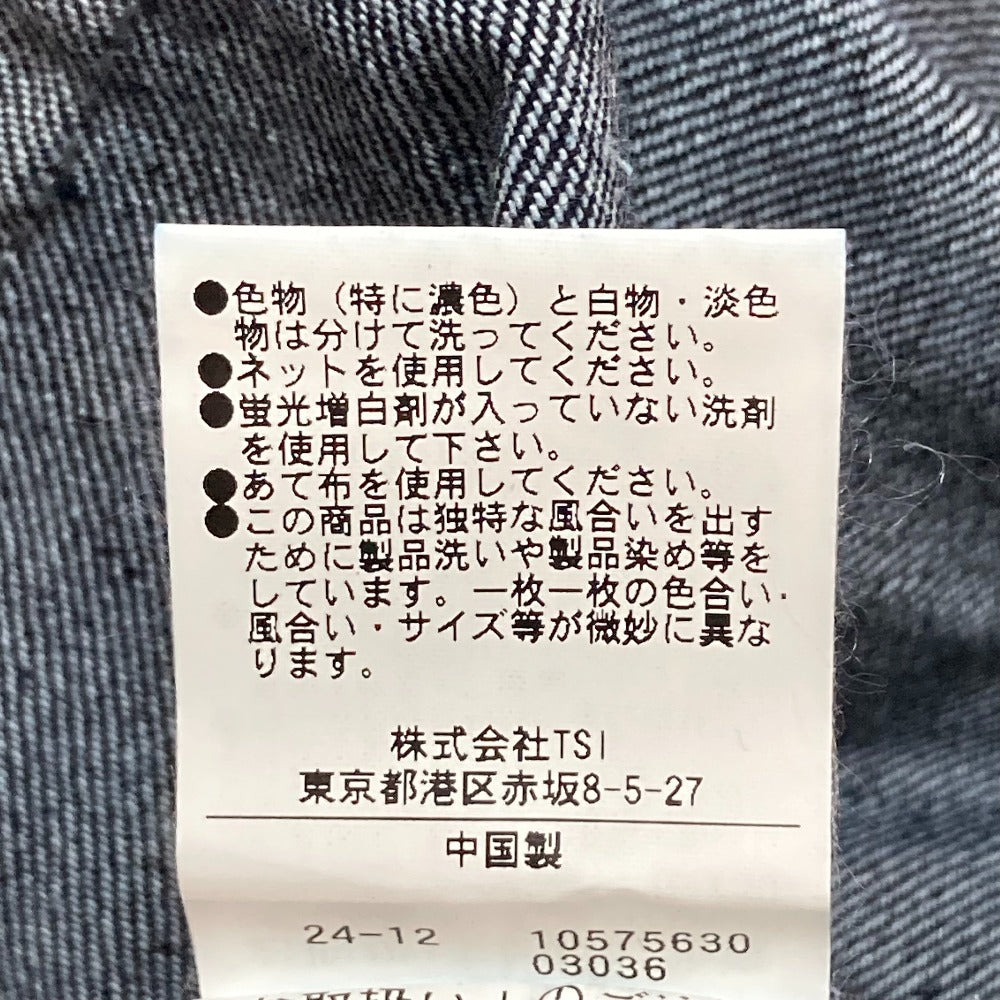 ●色物（特に濃色）と白物・淡色
物は分けて洗ってください。
●ネットを使用してください。
●蛍光増白剤が入っていない洗剤
を使用して下さい。
●あて布を使用してください。
●この商品は独特な風合いを出す
ために製品洗いや製品染め等を
しています。一枚一枚の色合い・
風合い・サイズ等が微妙に異な
ります。
株式会社TSI
東京都港区赤坂8-5-27
中国製
24-12 10575630
03036